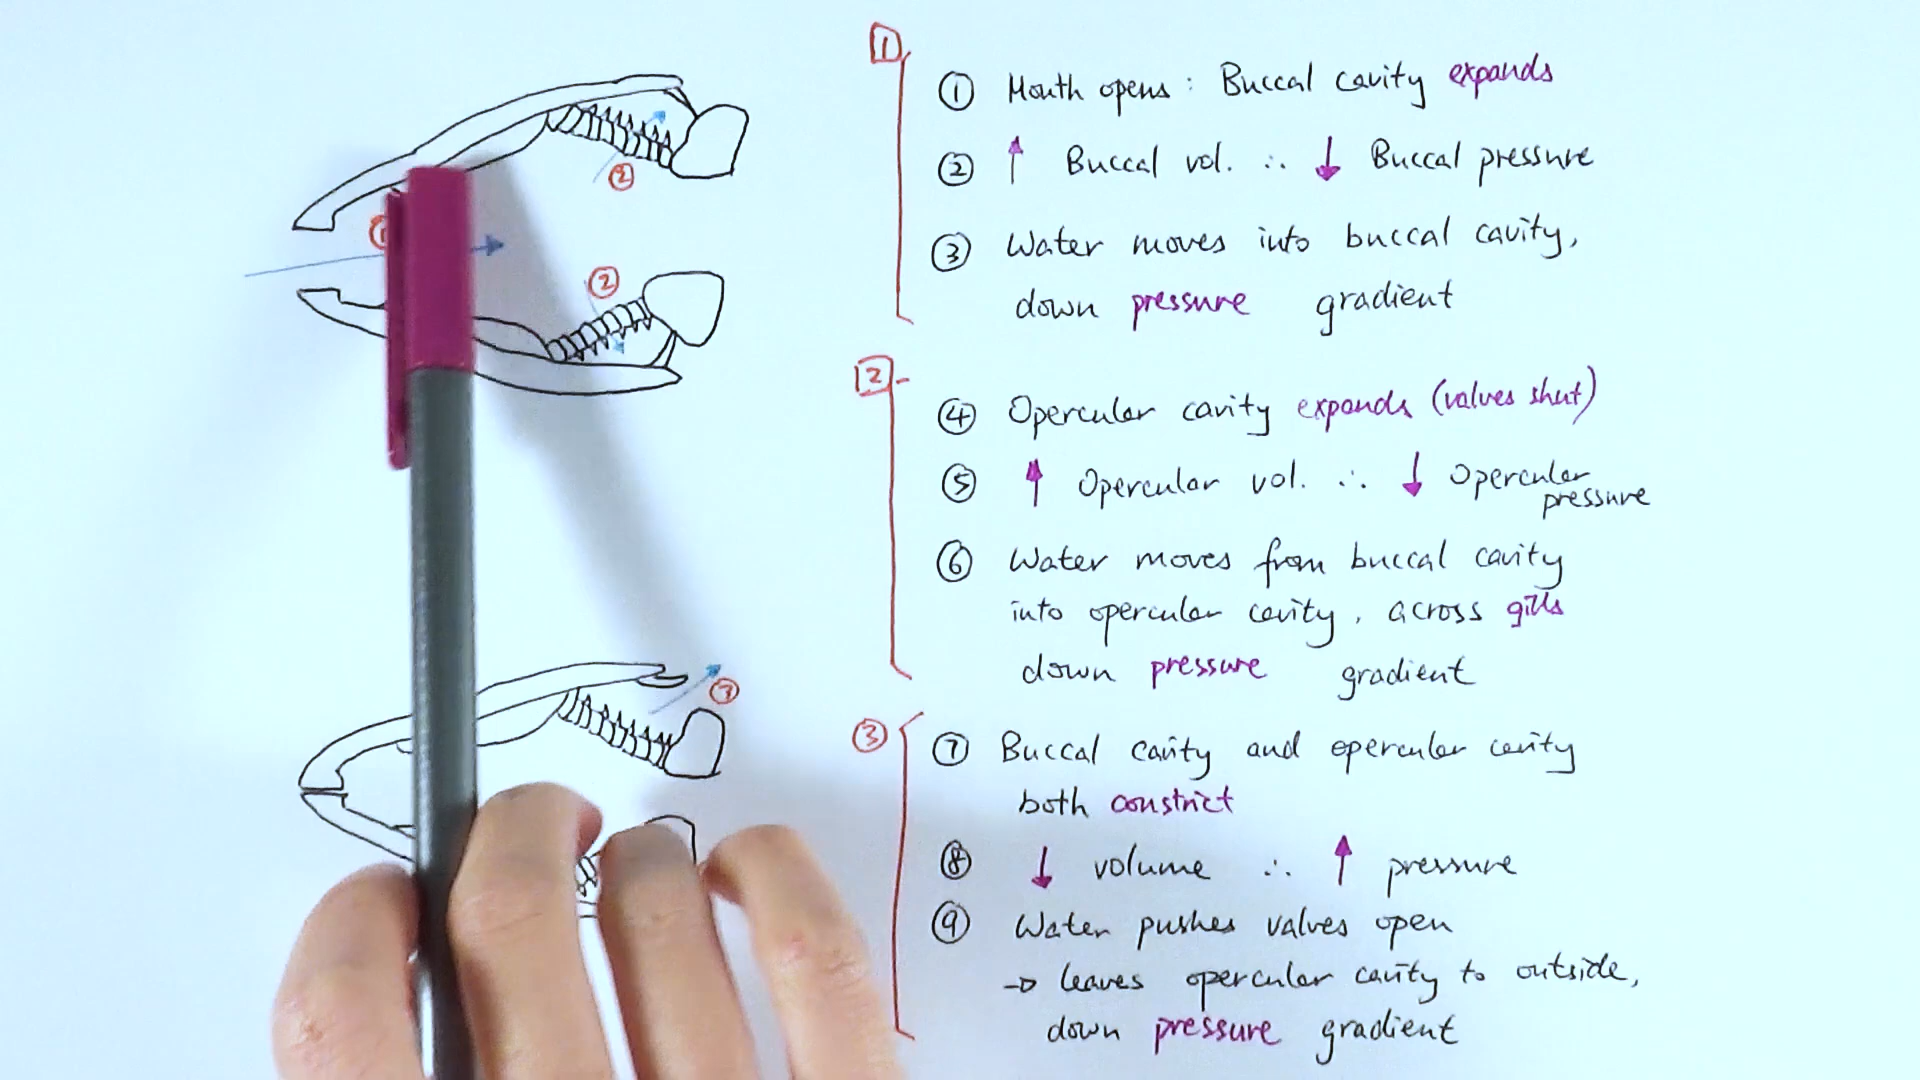 1
① Mouth opens : Buccal cavity expands
② ↑ Buccal vol. ∴ ↓ Buccal pressure
③ Water moves into buccal cavity,
down pressure gradient
2
④ Opercular cavity expands (valves shut)
⑤ ↑ Opercular vol. ∴ ↓ Opercular
pressure
⑥ Water moves from buccal cavity
into opercular cavity, across gills
down pressure gradient
③
⑦ Buccal cavity and opercular cavity
both constrict
⑧ ↓ volume ∴ ↑ pressure
⑨ Water pushes valves open
→ leaves opercular cavity to outside,
down pressure gradient
②
②
③